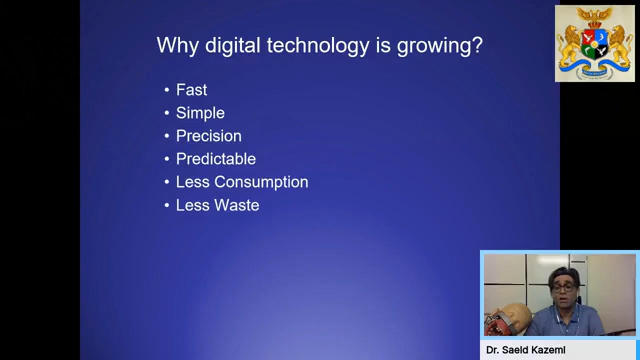 Why digital technology is growing?
• Fast
• Simple
• Precision
• Predictable
• Less Consumption
• Less Waste
Dr. Saeid Kazemi